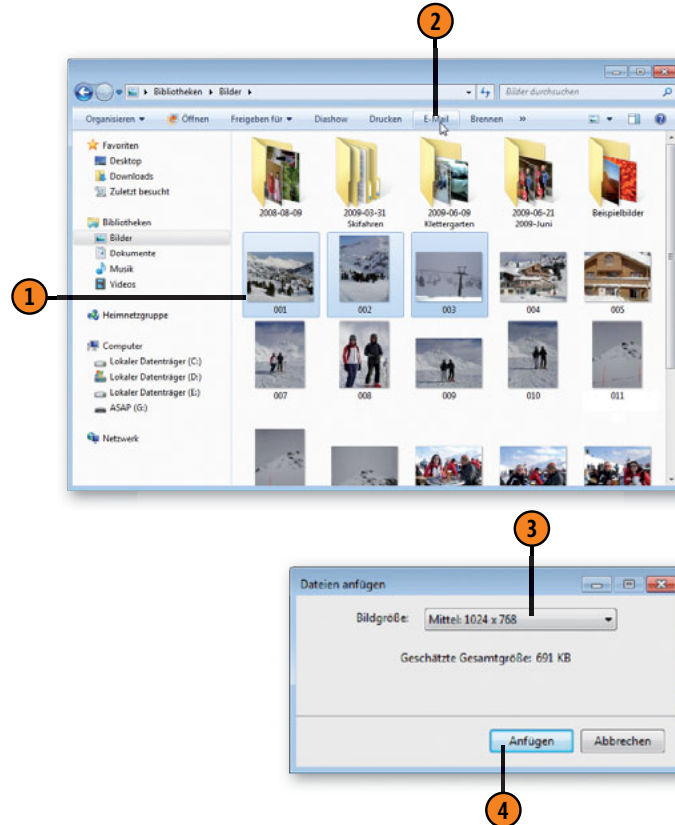 2
Bibliotheken Bilder
Bilder durchsuchen
Organisieren Öffnen Freigeben für Diashow Drucken E-Mail Brennen »
Favoriten
Desktop
Downloads
Zuletzt besucht
Bibliotheken
Bilder
Dokumente
Musik
Videos
Heimnetzgruppe
Computer
Lokaler Datenträger (C:)
Lokaler Datenträger (D:)
Lokaler Datenträger (E:)
ASAP (G:)
Netzwerk
2008-08-09 2009-03-31 Skifahren 2009-06-09 Klettergarten 2009-06-21 2009-Juni Beispielbilder
1
001 002 003 004 005
007 008 009 010 011
3
Dateien anfügen
Bildgröße: Mittel: 1024 x 768
Geschätzte Gesamtgröße: 691 KB
Anfügen Abbrechen
4